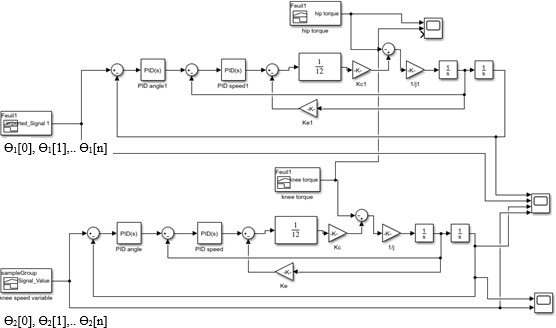 Feuil1
hip torque
hip torque
PID(s)
PID angle1
PID(s)
PID speed1
1
12
-K-
Kc1
-K-
1/j1
1
s
1
s
-K-
Ke1
Feuil1
Signal 1
ϴ₁[0], ϴ₁[1],.. ϴ₁[n]
Feuil1
knee torque
knee torque
PID(s)
PID angle
PID(s)
PID speed
1
12
-K-
Kc
-K-
1/j
1
s
1
s
-K-
Ke
sampleGroup
Signal_Value
knee speed variable
ϴ₂[0], ϴ₂[1],.. ϴ₂[n]